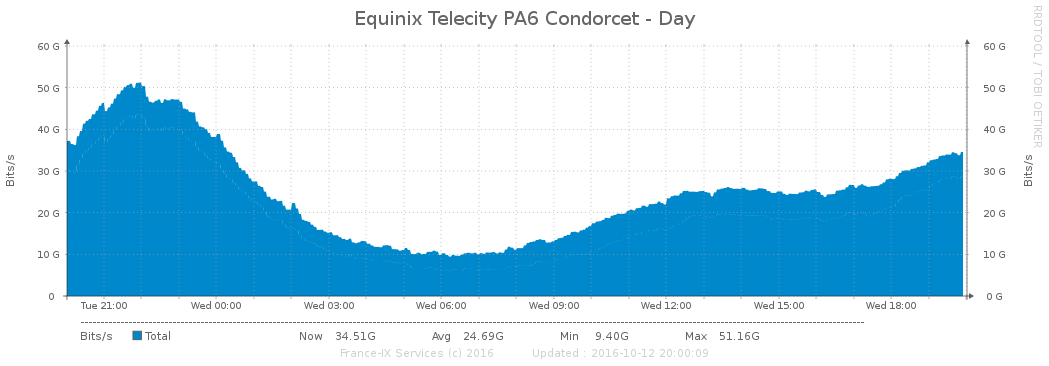 Equinix Telecity PA6 Condorcet - Day
RRDTOOL / TOBI OETIKER
60 G 60 G
50 G 50 G
40 G 40 G
30 G 30 G
20 G 20 G
10 G 10 G
0 0 G
Bits/s
Bits/s
Tue 21:00 Wed 00:00 Wed 03:00 Wed 06:00 Wed 09:00 Wed 12:00 Wed 15:00 Wed 18:00
Bits/s Total Now 34.51G Avg 24.69G Min 9.40G Max 51.16G
France-IX Services (c) 2016 Updated : 2016-10-12 20:00:09